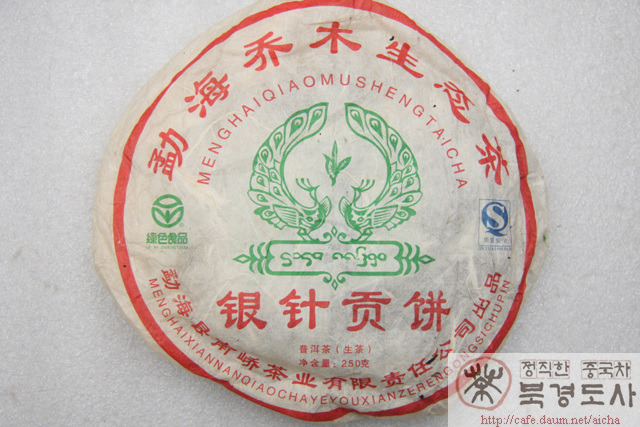 勐海乔木生态茶
MENGHAIQIAOMUSHENGTAICHA
绿色食品
银针贡饼
普洱茶（生茶）
净含量：250克
勐海县南峤茶业有限责任公司出品
MENGHAIXIANNANQIAOCHAYEYOUXIANZERENGONGSICHUPIN
정직한 중국차
북경도사
http://cafe.daum.net/aicha